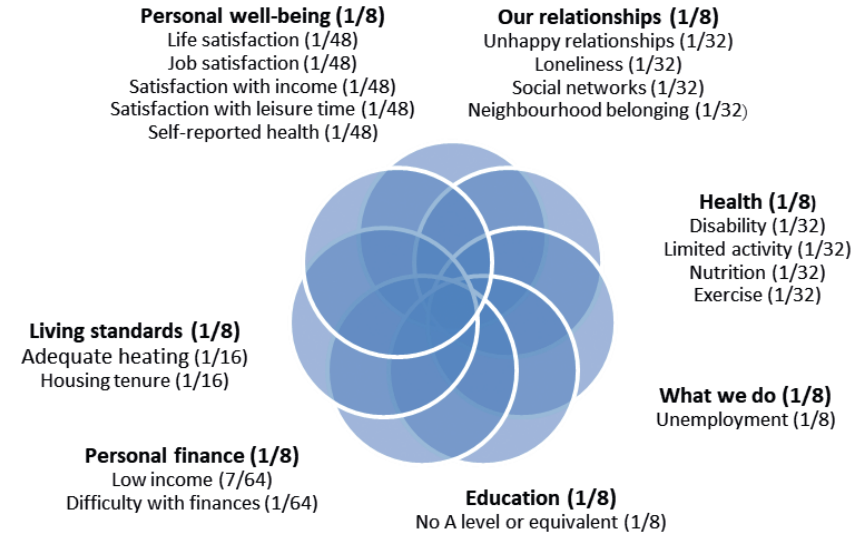 Personal well-being (1/8)
Life satisfaction (1/48)
Job satisfaction (1/48)
Satisfaction with income (1/48)
Satisfaction with leisure time (1/48)
Self-reported health (1/48)
Our relationships (1/8)
Unhappy relationships (1/32)
Loneliness (1/32)
Social networks (1/32)
Neighbourhood belonging (1/32)
Health (1/8)
Disability (1/32)
Limited activity (1/32)
Nutrition (1/32)
Exercise (1/32)
Living standards (1/8)
Adequate heating (1/16)
Housing tenure (1/16)
What we do (1/8)
Unemployment (1/8)
Personal finance (1/8)
Low income (7/64)
Difficulty with finances (1/64)
Education (1/8)
No A level or equivalent (1/8)